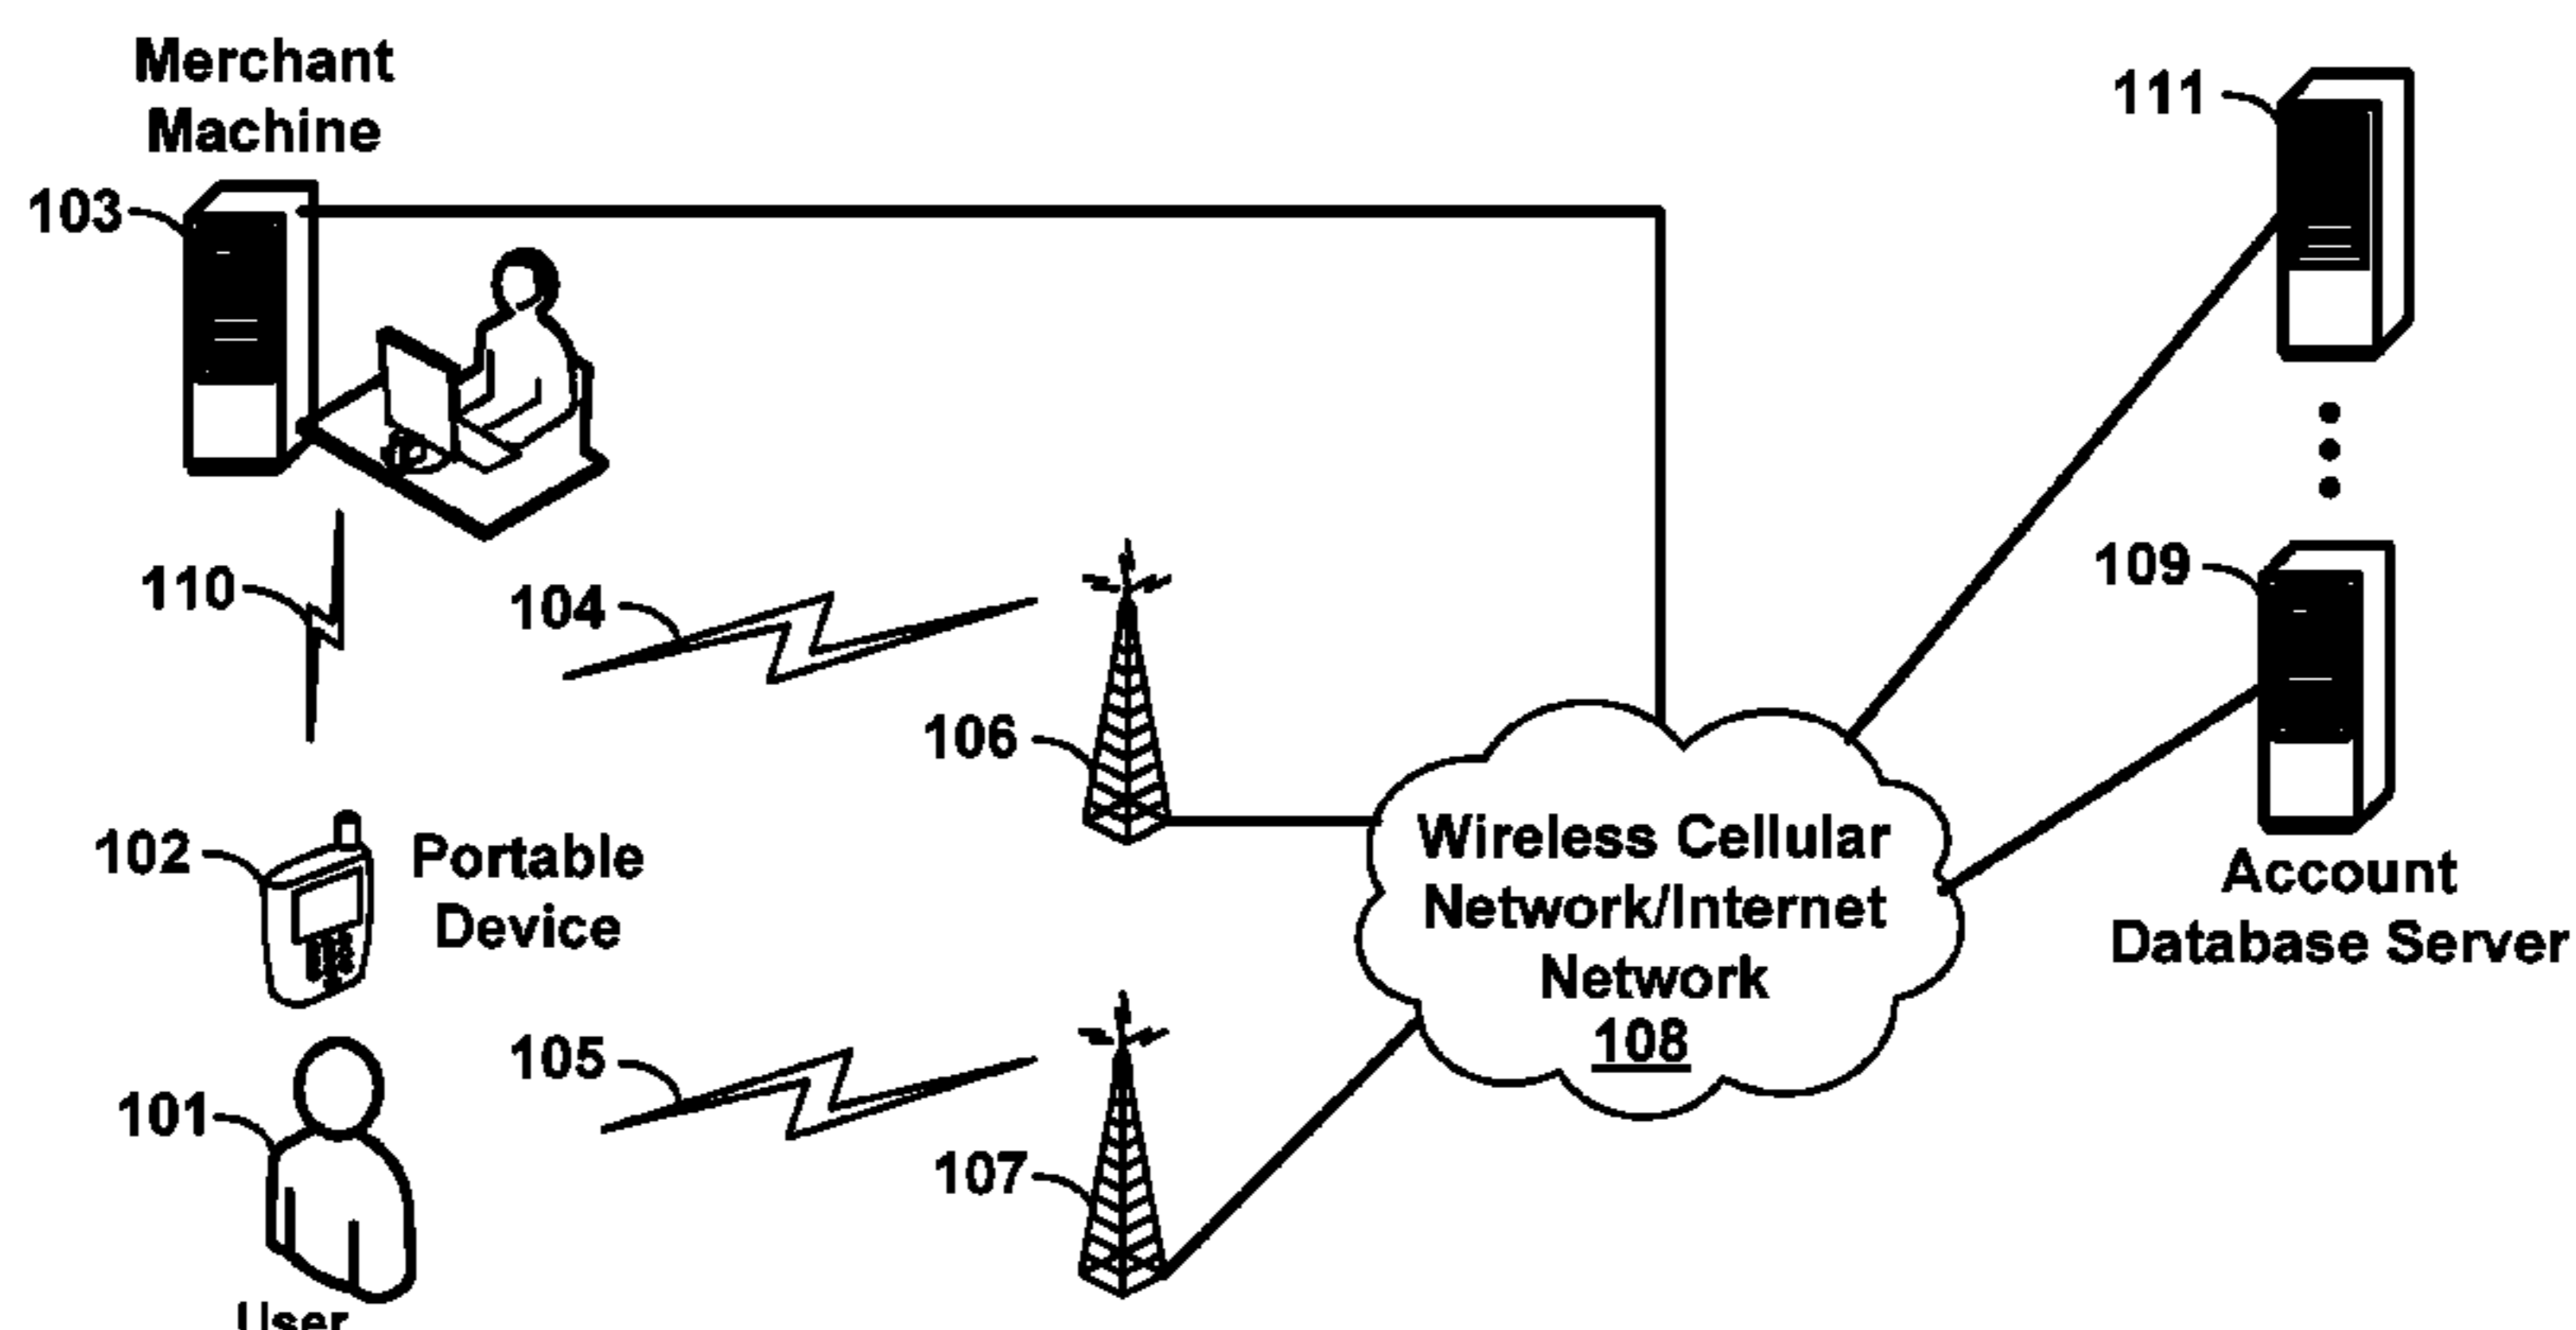 Merchant
Machine
103
111
110
104
109
106
102
Portable
Device
Wireless Cellular
Network/Internet
Network
108
Account
Database Server
105
101
107
User